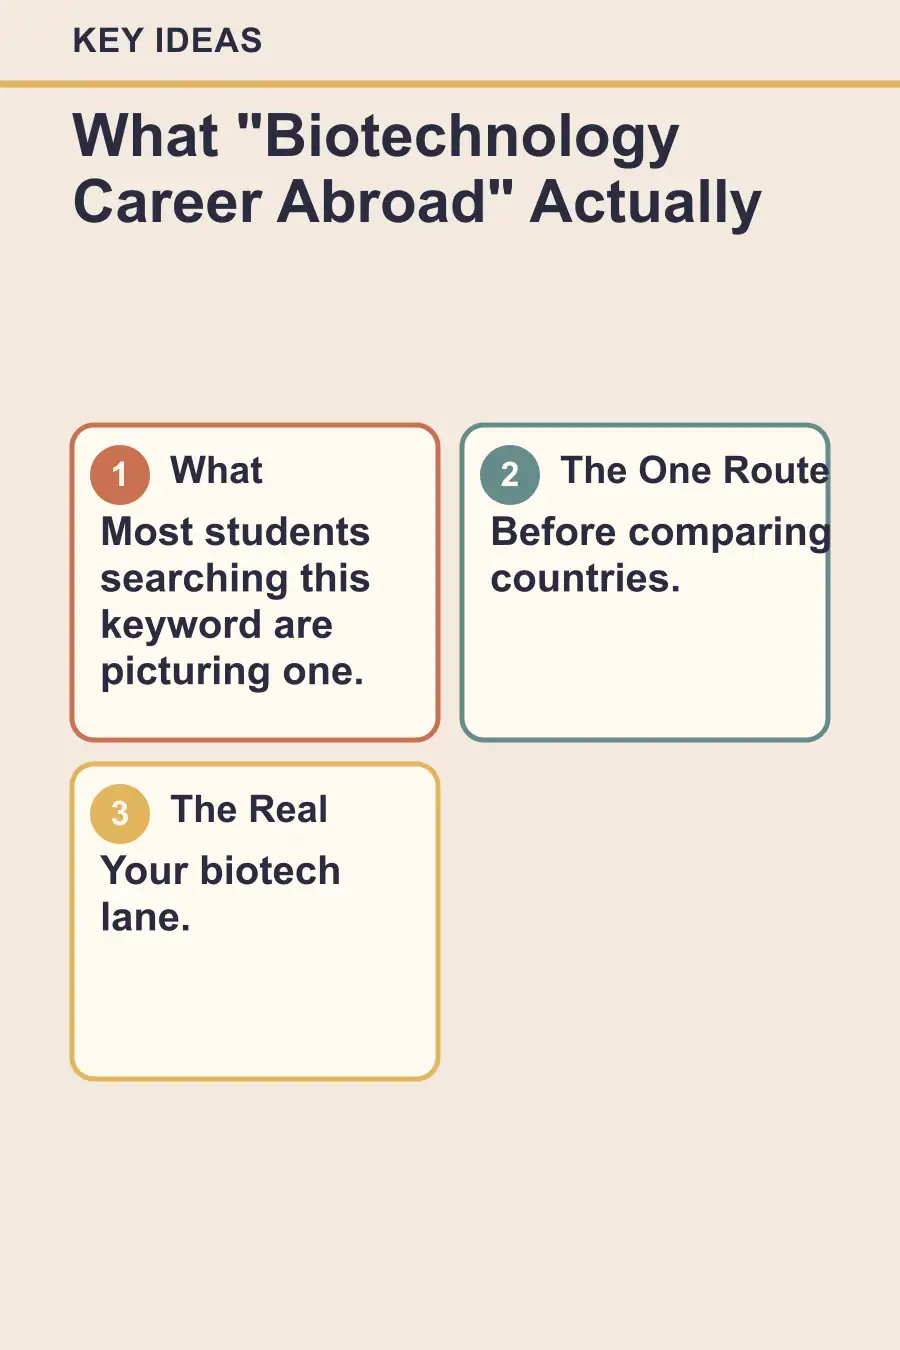 KEY IDEAS
What "Biotechnology
Career Abroad" Actually
1 What
Most students
searching this
keyword are
picturing one.
2 The One Route
Before comparing
countries.
3 The Real
Your biotech
lane.